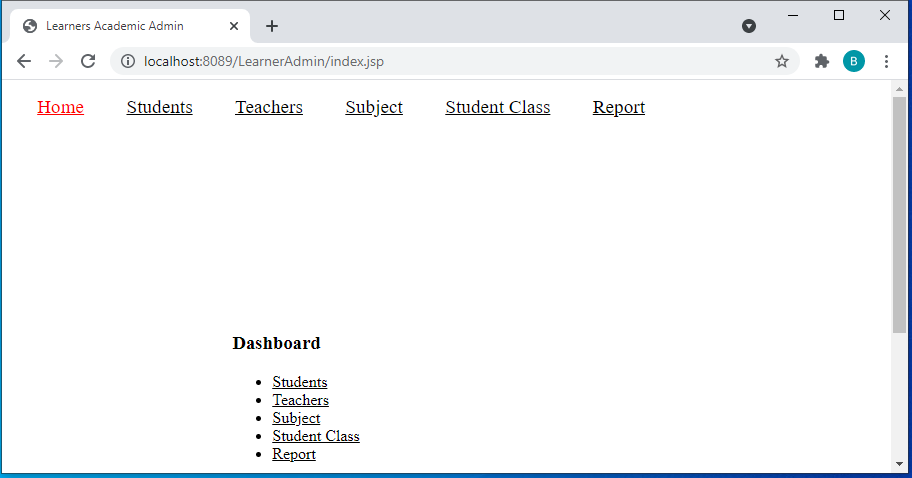 Learners Academic Admin
localhost:8089/LearnerAdmin/index.jsp
B
Home Students Teachers Subject Student Class Report
Dashboard
Students
Teachers
Subject
Student Class
Report